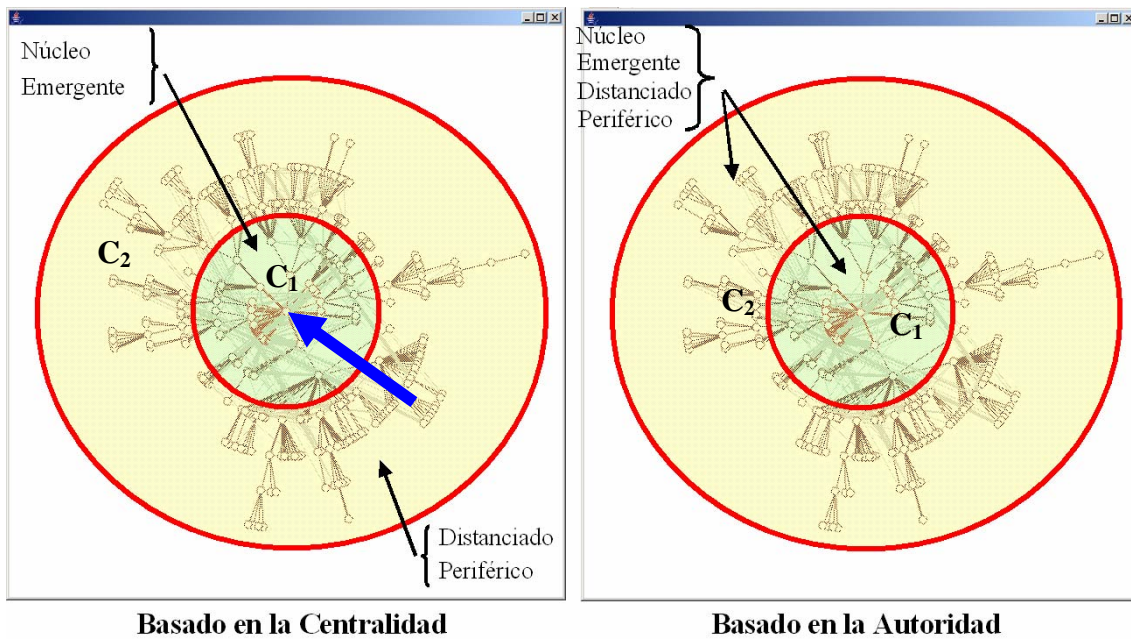 Núcleo
Emergente
C₂
C₁
Distanciado
Periférico
Basado en la Centralidad
Núcleo
Emergente
Distanciado
Periférico
C₂
C₁
Basado en la Autoridad